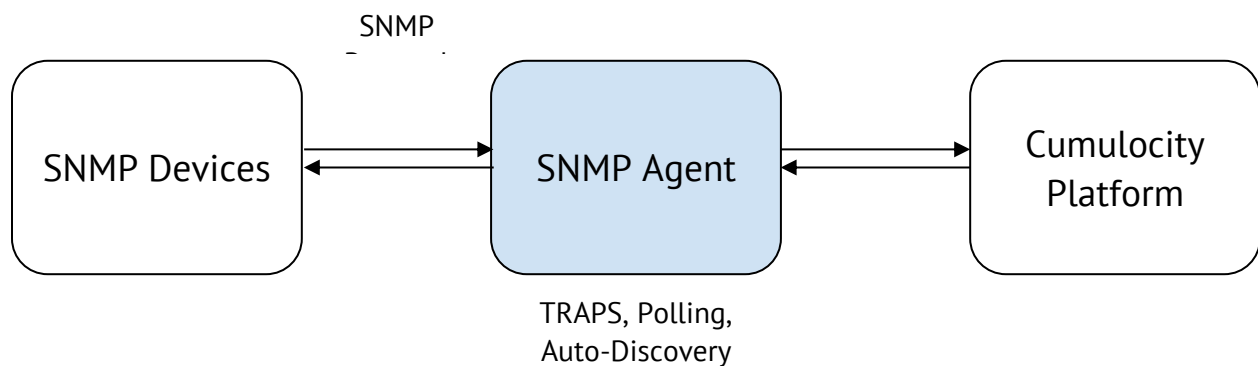 SNMP
SNMP Devices
SNMP Agent
Cumulocity
Platform
TRAPS, Polling,
Auto-Discovery